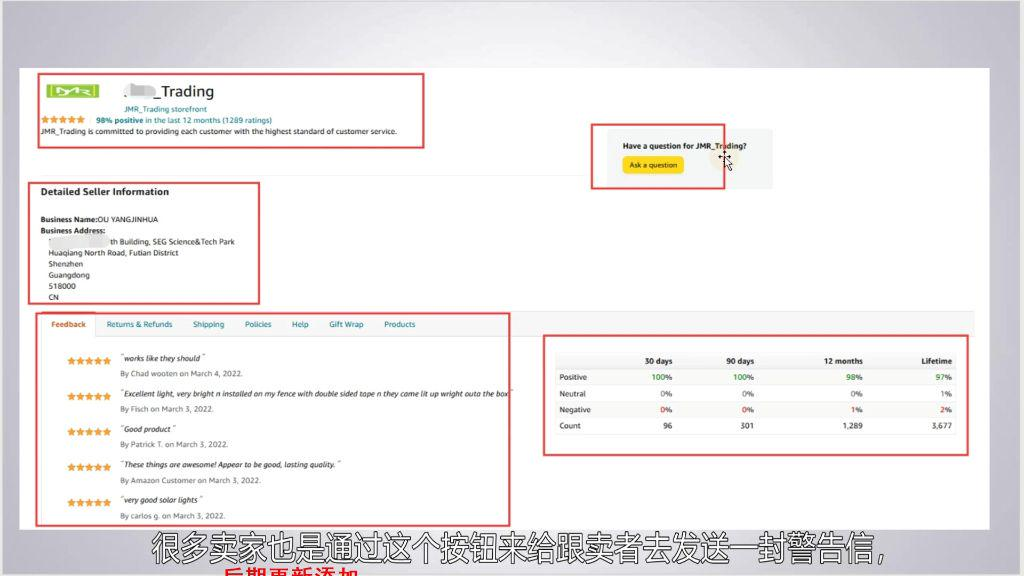 _Trading
JMR_Trading storefront
98% positive in the last 12 months (1289 ratings)
JMR_Trading is committed to providing each customer with the highest standard of customer service.
Have a question for JMR_Trading?
Ask a question
Detailed Seller Information
Business Name:OU YANGJINHUA
Business Address:
th Building, SEG Science&Tech Park
Huaqiang North Road, Futian District
Shenzhen
Guangdong
518000
CN
Feedback Returns & Refunds Shipping Policies Help Gift Wrap Products
"works like they should "
By Chad wooten on March 4, 2022.
"Excellent light, very bright n installed on my fence with double sided tape n they came lit up wright outa the box"
By Fisch on March 3, 2022.
"Good product "
By Patrick T. on March 3, 2022.
"These things are awesome! Appear to be good, lasting quality. "
By Amazon Customer on March 3, 2022.
"very good solar lights "
By carlos g. on March 3, 2022.
30 days 90 days 12 months Lifetime
Positive 100% 100% 98% 97%
Neutral 0% 0% 0% 1%
Negative 0% 0% 1% 2%
Count 96 301 1,289 3,677
很多卖家也是通过这个按钮来给跟卖者去发送一封警告信,
后期更新添加